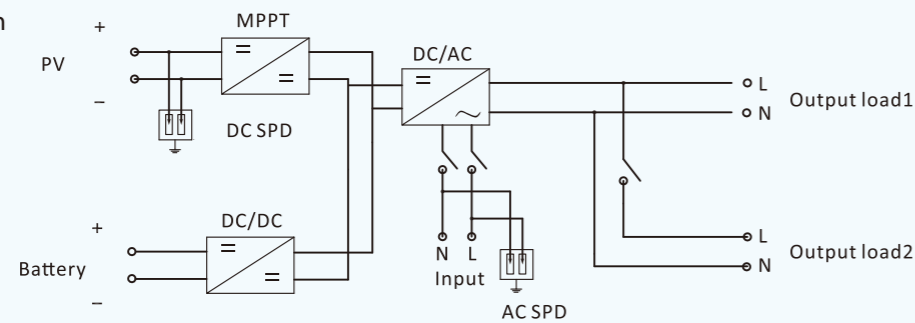 n
MPPT
+
PV
−
DC SPD
DC/AC
L
N
Output load1
DC/DC
+
Battery
−
N L
Input
AC SPD
L
N
Output load2